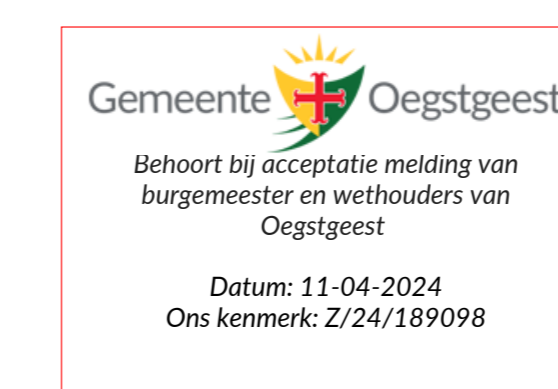 Gemeente Oegstgeest
Behoort bij acceptatie melding van
burgemeester en wethouders van
Oegstgeest
Datum: 11-04-2024
Ons kenmerk: Z/24/189098